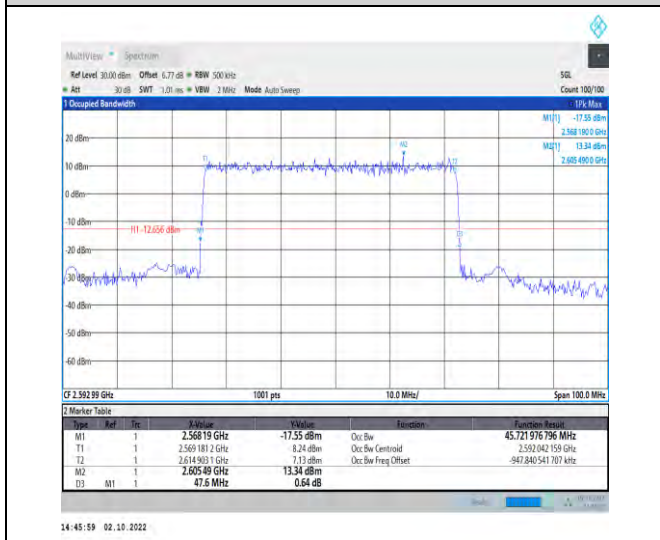 MultiView Spectrum
Ref Level 30.00 dBm Offset 6.77 dB RBW 500 kHz SGL
Att 30 dB SWT 1.01 ms VBW 2 MHz Mode Auto Sweep Count 100/100
1 Occupied Bandwidth 1Pk Max
M1[1] -17.55 dBm
2.568 190 0 GHz
M2[1] 13.34 dBm
2.605 490 0 GHz
20 dBm
10 dBm
0 dBm
-10 dBm
H1 -12.656 dBm
-20 dBm
-30 dBm
-40 dBm
-50 dBm
-60 dBm
T1
M2
T2
M1
D3
CF 2.592 99 GHz 1001 pts 10.0 MHz/ Span 100.0 MHz
2 Marker Table
Type Ref Trc X-Value Y-Value Function Function Result
M1 1 2.568 19 GHz -17.55 dBm Occ Bw 45.721 976 796 MHz
T1 1 2.569 181 2 GHz 8.24 dBm Occ Bw Centroid 2.592 042 159 GHz
T2 1 2.614 903 1 GHz 7.13 dBm Occ Bw Freq Offset -947.840 541 707 kHz
M2 1 2.605 49 GHz 13.34 dBm
D3 M1 1 47.6 MHz 0.64 dB
14:45:59 02.10.2022